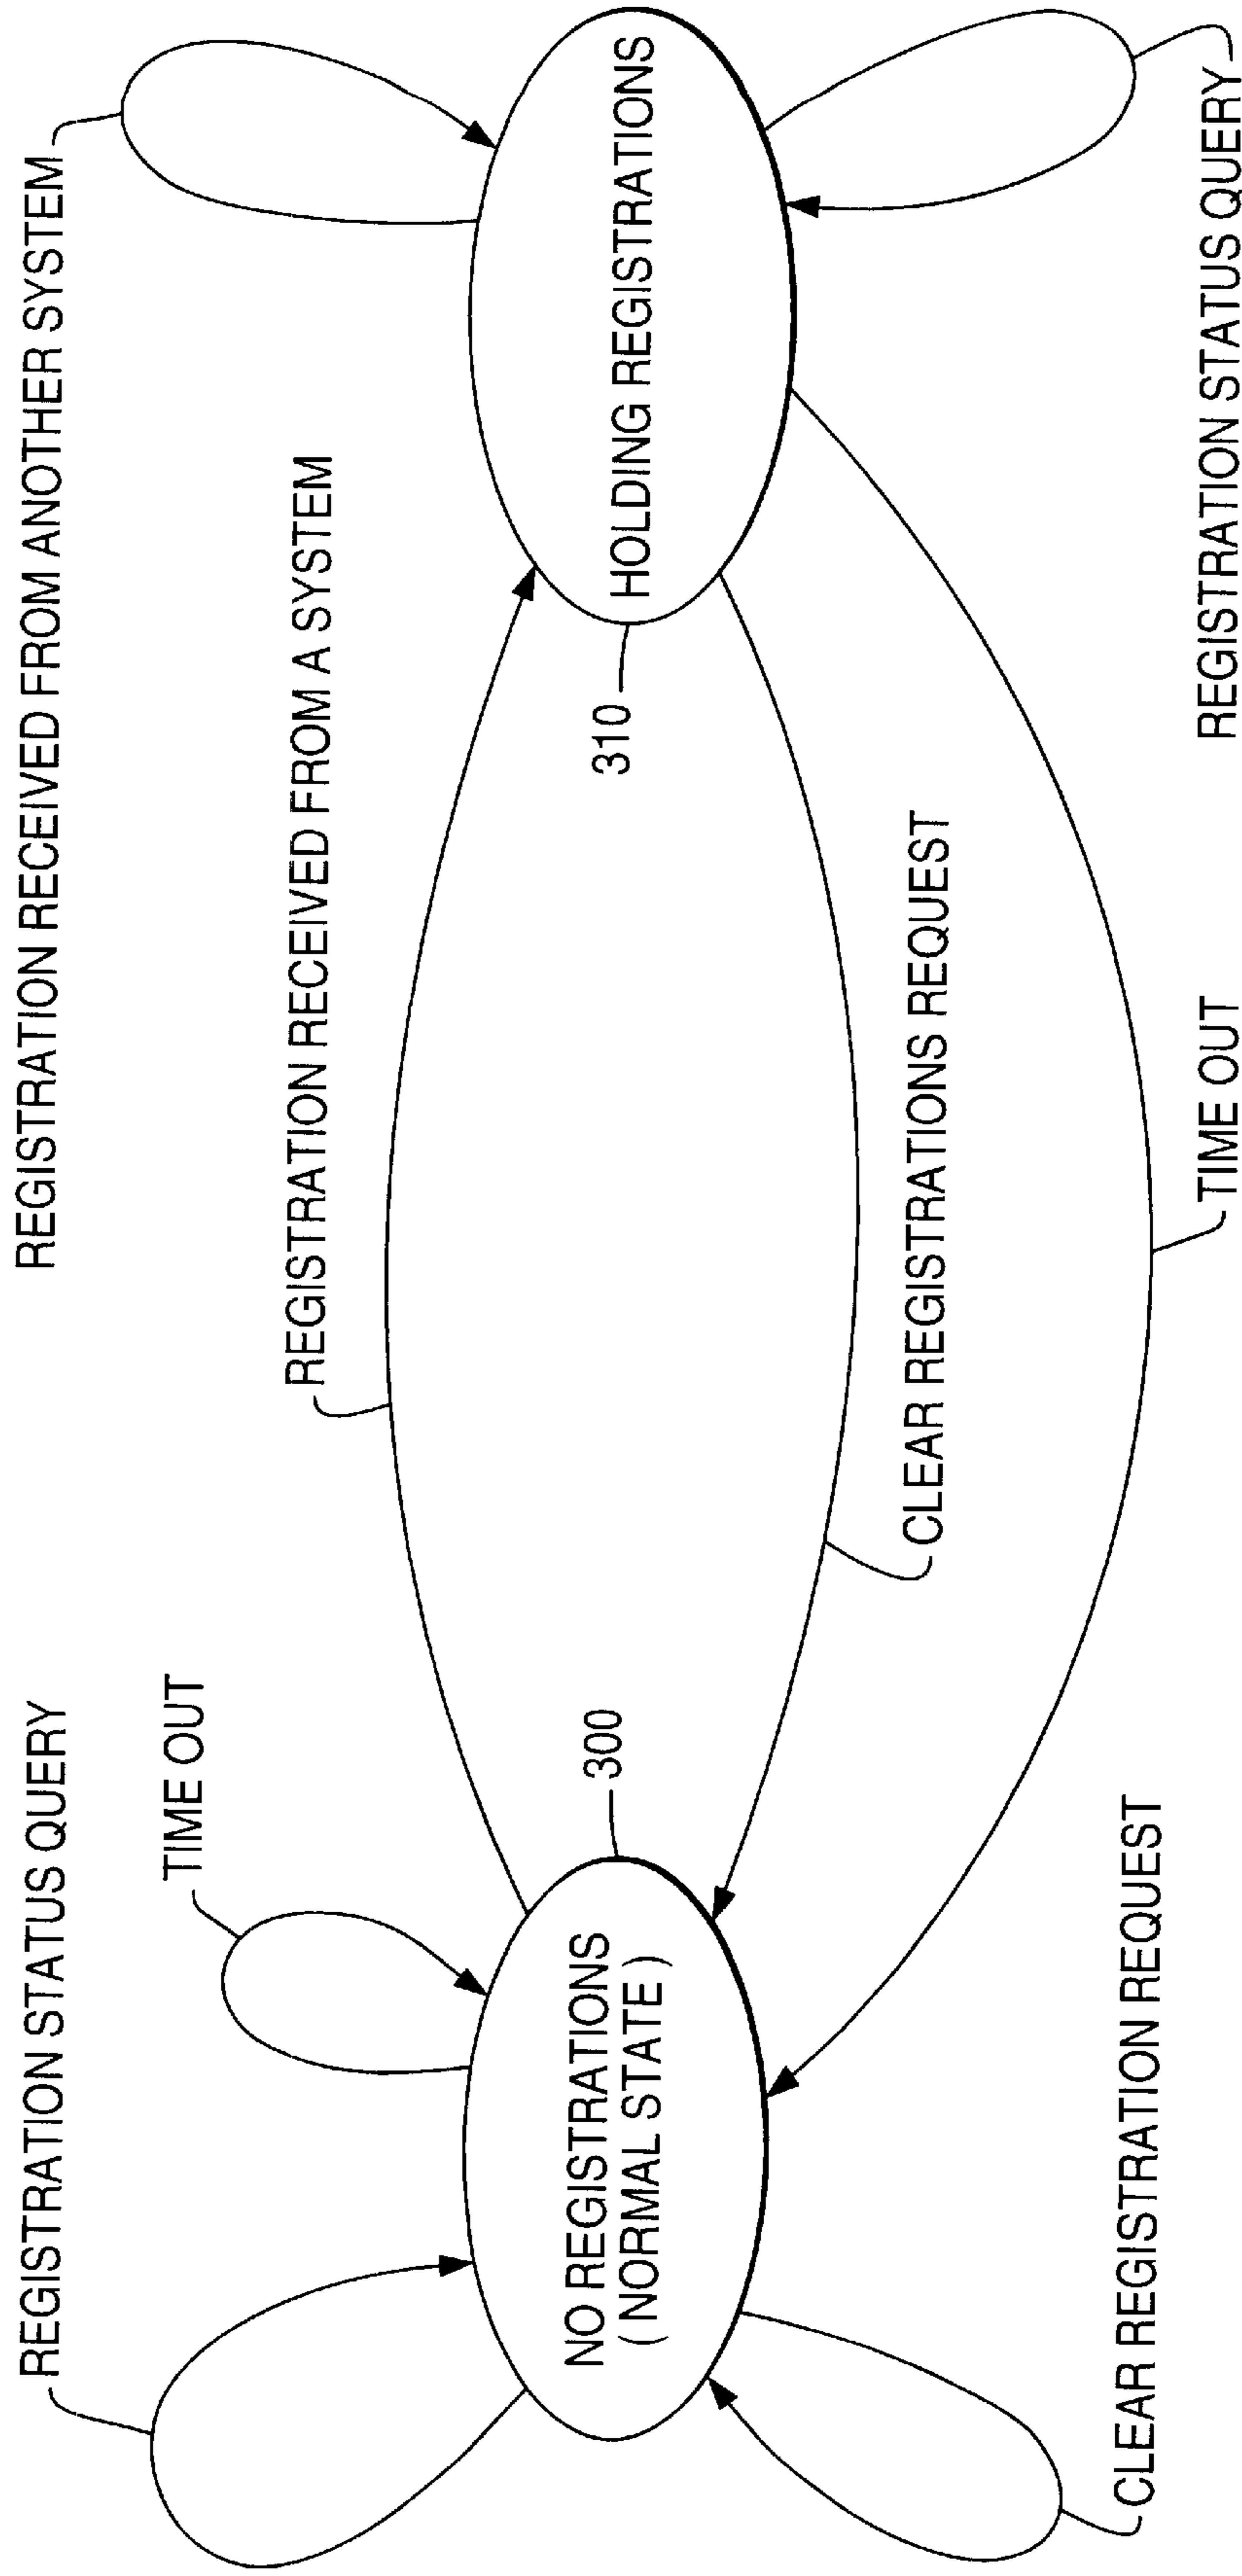 REGISTRATION STATUS QUERY
TIME OUT
REGISTRATION RECEIVED FROM ANOTHER SYSTEM
REGISTRATION RECEIVED FROM A SYSTEM
NO REGISTRATIONS
( NORMAL STATE )
300
310
HOLDING REGISTRATIONS
CLEAR REGISTRATIONS REQUEST
CLEAR REGISTRATION REQUEST
TIME OUT
REGISTRATION STATUS QUERY